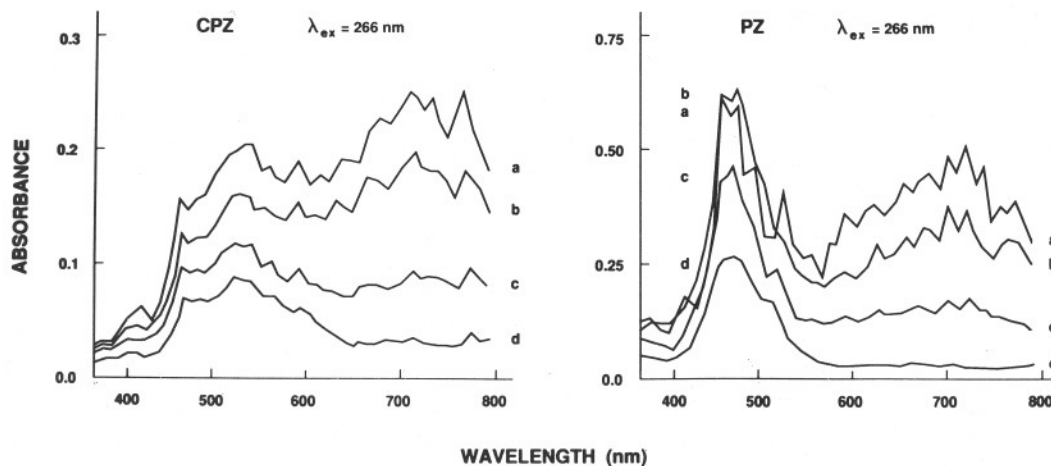 CPZ λex = 266 nm
0.3
0.2
0.1
0.0
a
b
c
d
400 500 600 700 800
ABSORBANCE
PZ λex = 266 nm
0.75
0.50
0.25
0.0
b
a
c
d
400 500 600 700 800
WAVELENGTH (nm)